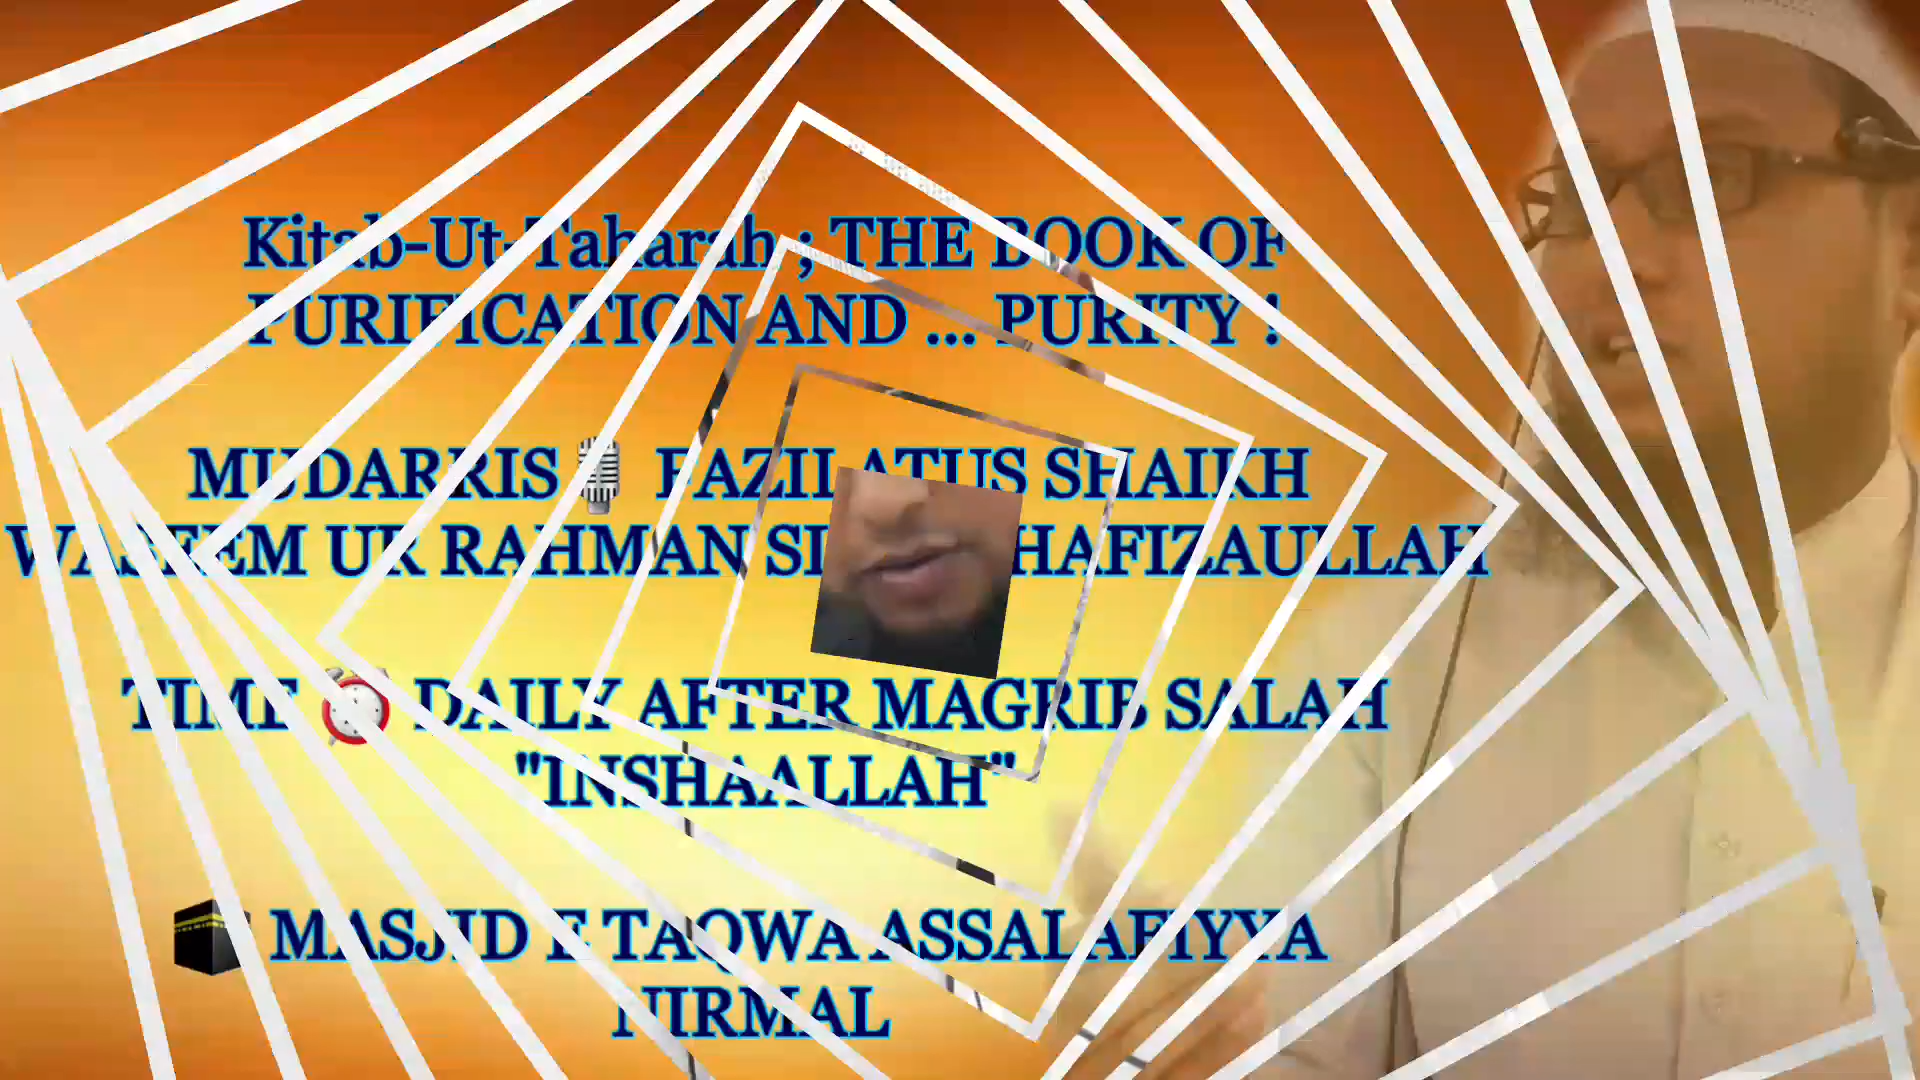 Kitab-Ut-Taharah ; THE BOOK OF
PURIFICATION AND ... PURITY !
MUDARRIS 🎙 FAZILATUS SHAIKH
WASEEM UR RAHMAN HAFIZAULLAH
TIME ⏰ DAILY AFTER MAGRIB SALAH
"INSHAALLAH"
🕋 MASJID E TAQWA ASSALAFIYYA
NIRMAL